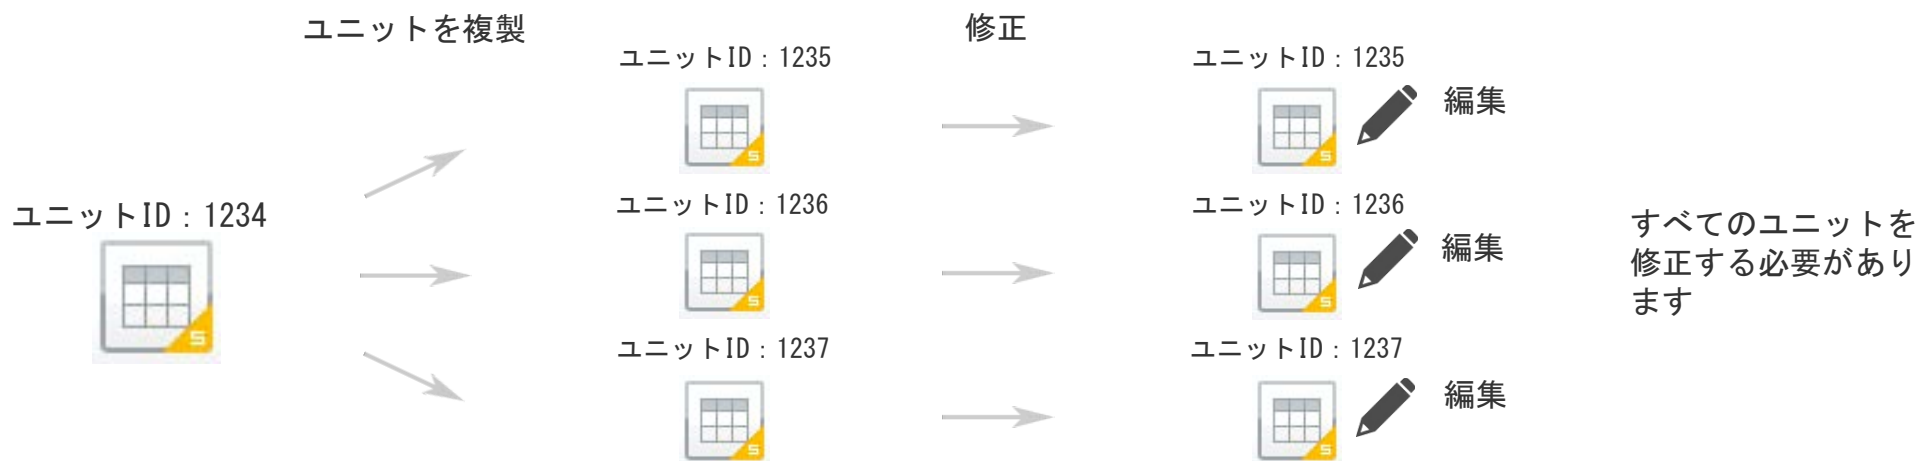 ユニットを複製
修正
ユニットID：1235
ユニットID：1235
編集
ユニットID：1234
ユニットID：1236
ユニットID：1236
編集
すべてのユニットを
修正する必要があり
ます
ユニットID：1237
ユニットID：1237
編集
S
S
S
S
S
S
S